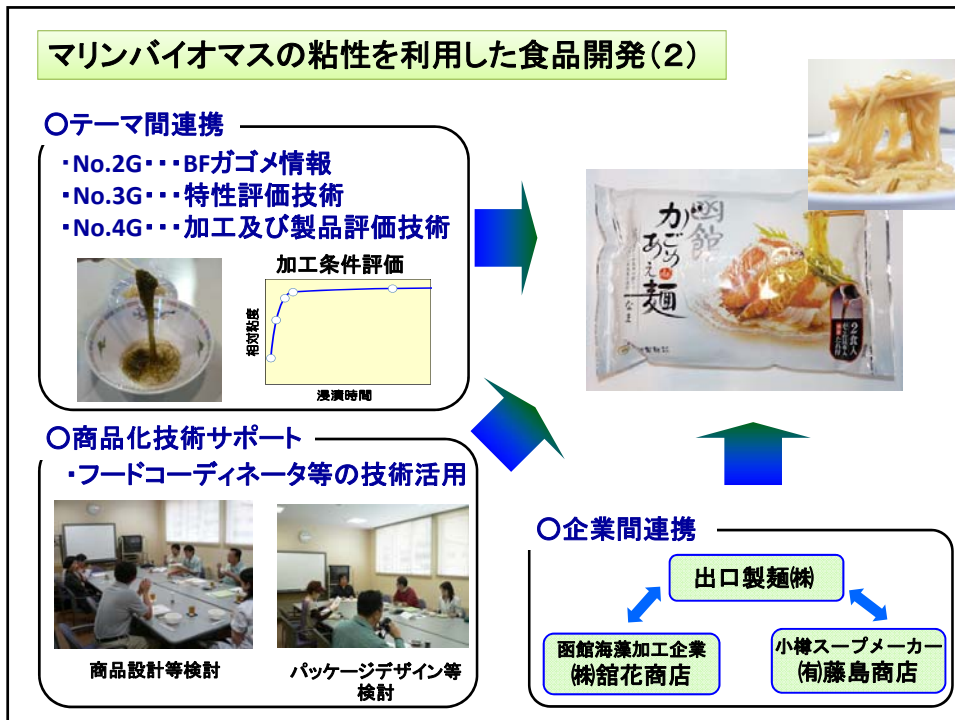 マリンバイオマスの粘性を利用した食品開発(2)
○テーマ間連携
・No.2G・・・BFガゴメ情報
・No.3G・・・特性評価技術
・No.4G・・・加工及び製品評価技術
加工条件評価
相対粘度
浸漬時間
函館
がごめ
あえ麺
なま
2食入
○商品化技術サポート
・フードコーディネータ等の技術活用
商品設計等検討
パッケージデザイン等
検討
○企業間連携
出口製麺㈱
函館海藻加工企業
㈱舘花商店
小樽スープメーカー
㈲藤島商店